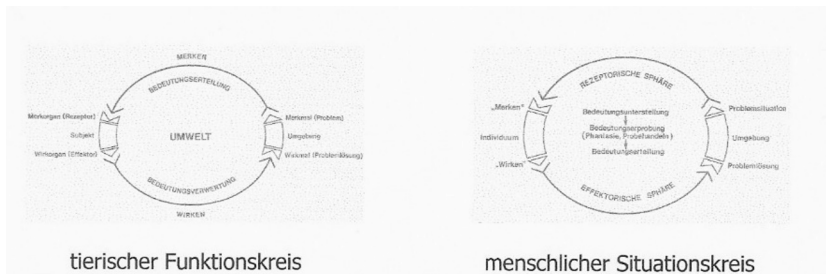 MERKEN
BEDEUTUNGSERTEILUNG
Merkorgan (Rezeptor)
Merkmal (Problem)
Subjekt
UMWELT
Umgebung
Wirkorgan (Effektor)
Wirkmal (Problemlösung)
BEDEUTUNGSVERWERTUNG
WIRKEN
tierischer Funktionskreis
REZEPTORISCHE SPHÄRE
„Merken"
Problemsituation
Bedeutungsunterstellung
Bedeutungserprobung
(Phantasie, Probehandeln)
Bedeutungserteilung
Individuum
Umgebung
„Wirken"
Problemlösung
EFFEKTORISCHE SPHÄRE
menschlicher Situationskreis